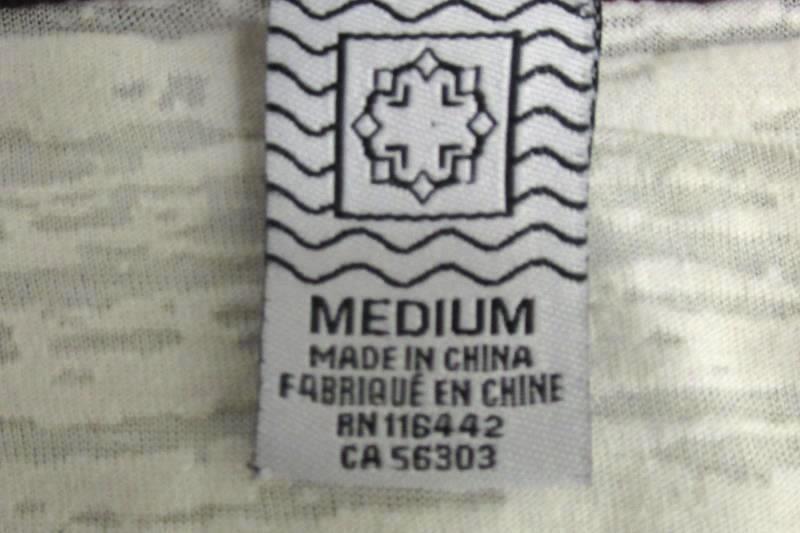 MEDIUM
MADE IN CHINA
FABRIQUÉ EN CHINE
RN 116442
CA 56303